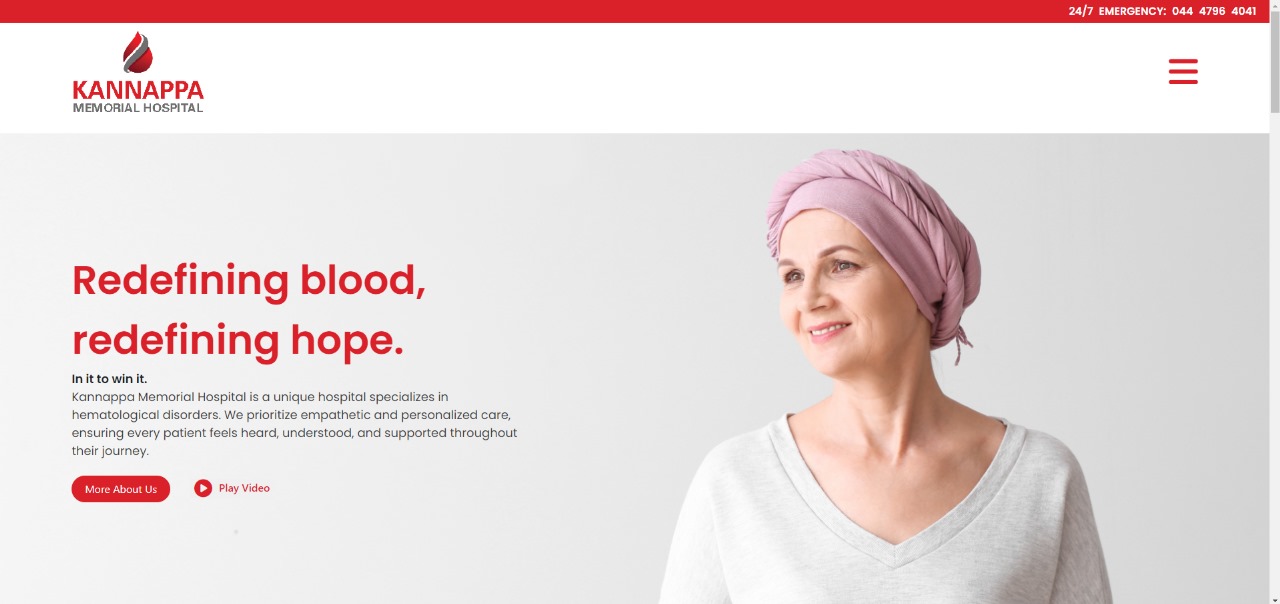 24/7 EMERGENCY: 044 4796 4041
KANNAPPA
MEMORIAL HOSPITAL
Redefining blood,
redefining hope.
In it to win it.
Kannappa Memorial Hospital is a unique hospital specializes in
hematological disorders. We prioritize empathetic and personalized care,
ensuring every patient feels heard, understood, and supported throughout
their journey.
More About Us
Play Video